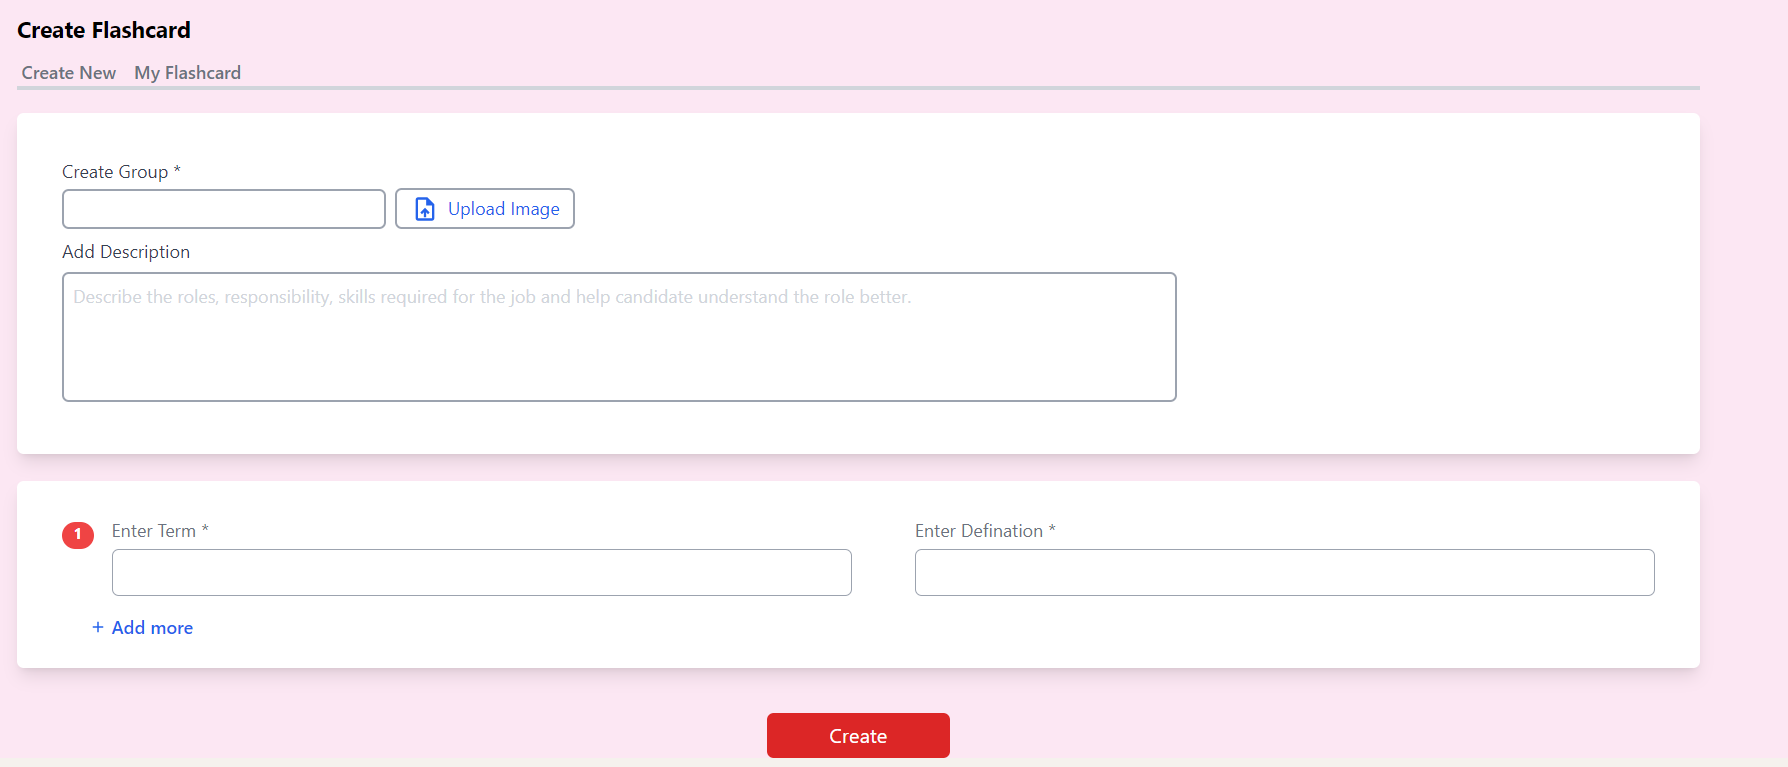 Create Flashcard
Create New My Flashcard
Create Group *
Upload Image
Add Description
Describe the roles, responsibility, skills required for the job and help candidate understand the role better.
1 Enter Term * Enter Defination *
+ Add more
Create